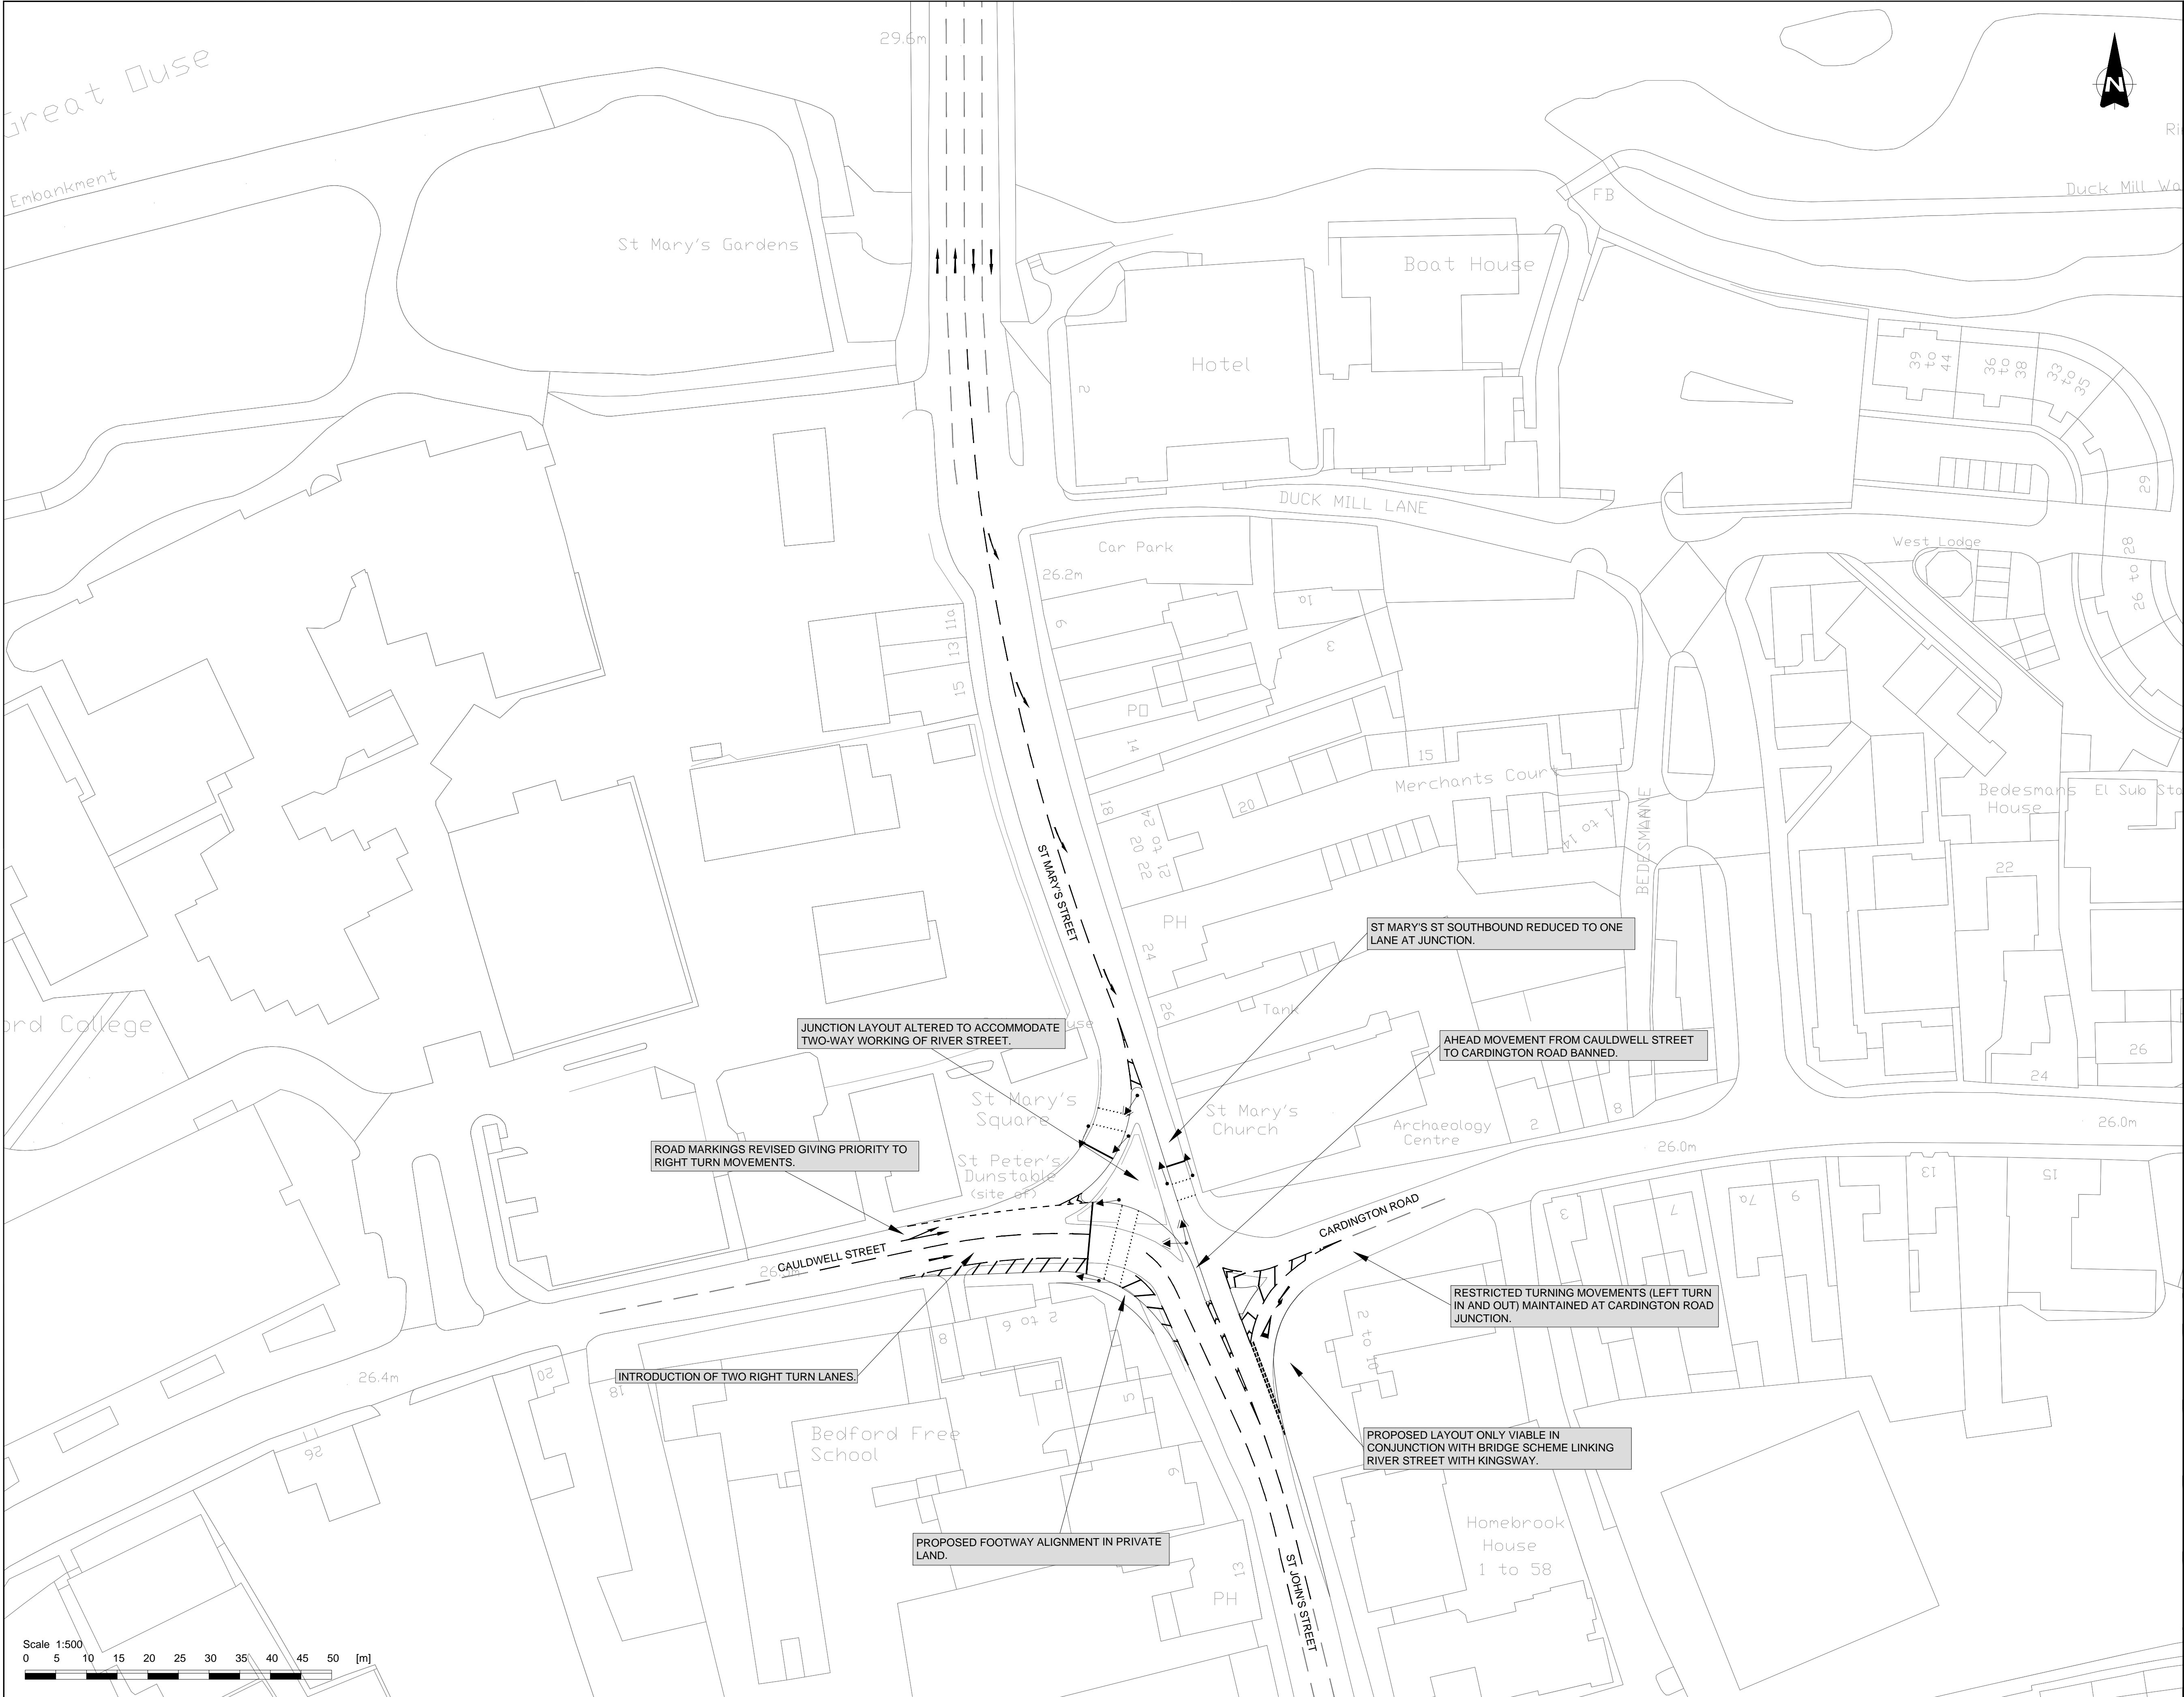 29.6m
Great Ouse
N
Embankment
FB
Duck Mill
St Mary's Gardens
Boat House
Hotel
2
39
to
44
36
to
38
33
to
35
29
DUCK MILL LANE
Car Park
West Lodge
26.2m
26 to 28
1a
6
3
11a
13
15
PO
14
15
Merchants Court
18
20
21 to 24
20 22
1 to 14
BEDESMANS LANE
Bedesmans
House
El Sub Sta
22
ST MARY'S STREET
PH
24
ST MARY'S ST SOUTHBOUND REDUCED TO ONE
LANE AT JUNCTION.
26
Tank
ord College
JUNCTION LAYOUT ALTERED TO ACCOMMODATE
TWO-WAY WORKING OF RIVER STREET.
use
AHEAD MOVEMENT FROM CAULDWELL STREET
TO CARDINGTON ROAD BANNED.
26
24
St Mary's
Square
St Mary's
Church
Archaeology
Centre
2
8
26.0m
26.0m
ROAD MARKINGS REVISED GIVING PRIORITY TO
RIGHT TURN MOVEMENTS.
St Peter's
Dunstable
(site of)
3
7
7a
9
13
15
CARDINGTON ROAD
CAULDWELL STREET
RESTRICTED TURNING MOVEMENTS (LEFT TURN
IN AND OUT) MAINTAINED AT CARDINGTON ROAD
JUNCTION.
2 to 10
8
2 to 6
26.4m
20
18
INTRODUCTION OF TWO RIGHT TURN LANES.
5
26
Bedford Free
School
PROPOSED LAYOUT ONLY VIABLE IN
CONJUNCTION WITH BRIDGE SCHEME LINKING
RIVER STREET WITH KINGSWAY.
PROPOSED FOOTWAY ALIGNMENT IN PRIVATE
LAND.
13
PH
ST JOHN'S STREET
Homebrook
House
1 to 58
Scale 1:500
0 5 10 15 20 25 30 35 40 45 50 [m]